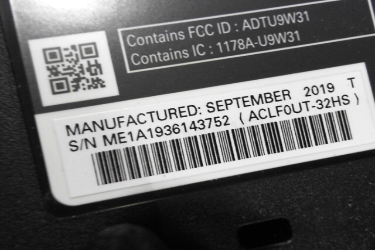 Contains FCC ID : ADTU9W31
Contains IC : 1178A-U9W31
MANUFACTURED: SEPTEMBER 2019 T
S/N ME1A1936143752 ( ACLF0UT-32HS )